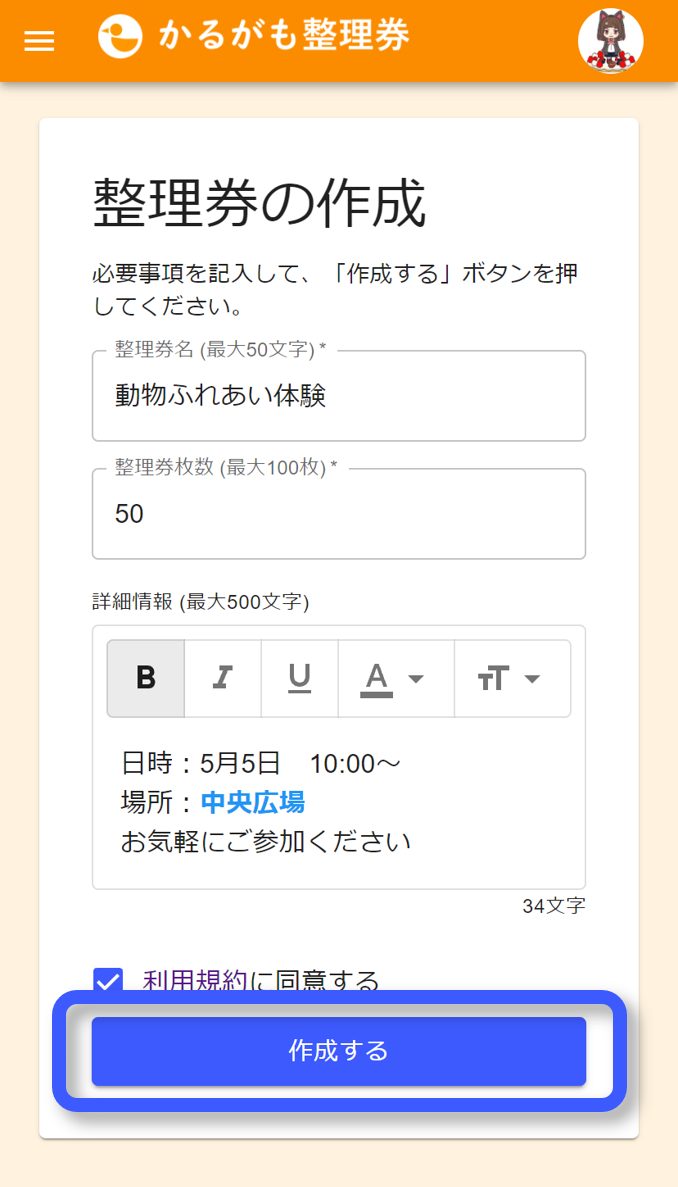 かるがも整理券
整理券の作成
必要事項を記入して、「作成する」ボタンを押
してください。
整理券名 (最大50文字) *
動物ふれあい体験
整理券枚数 (最大100枚) *
50
詳細情報 (最大500文字)
B I U A TT
日時：5月5日　10:00～
場所：中央広場
お気軽にご参加ください
34文字
利用規約に同意する
作成する